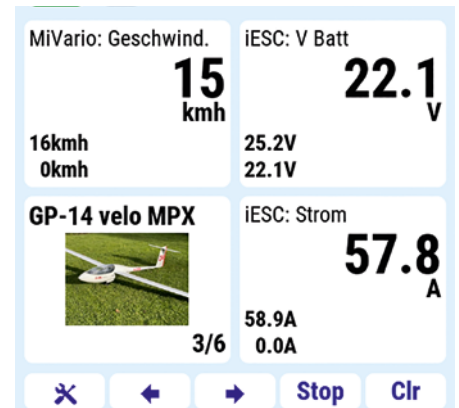 MiVario: Geschwind.
15
kmh
16kmh
0kmh
iESC: V Batt
22.1
V
25.2V
22.1V
GP-14 velo MPX
3/6
iESC: Strom
57.8
A
58.9A
0.0A
Stop
Clr